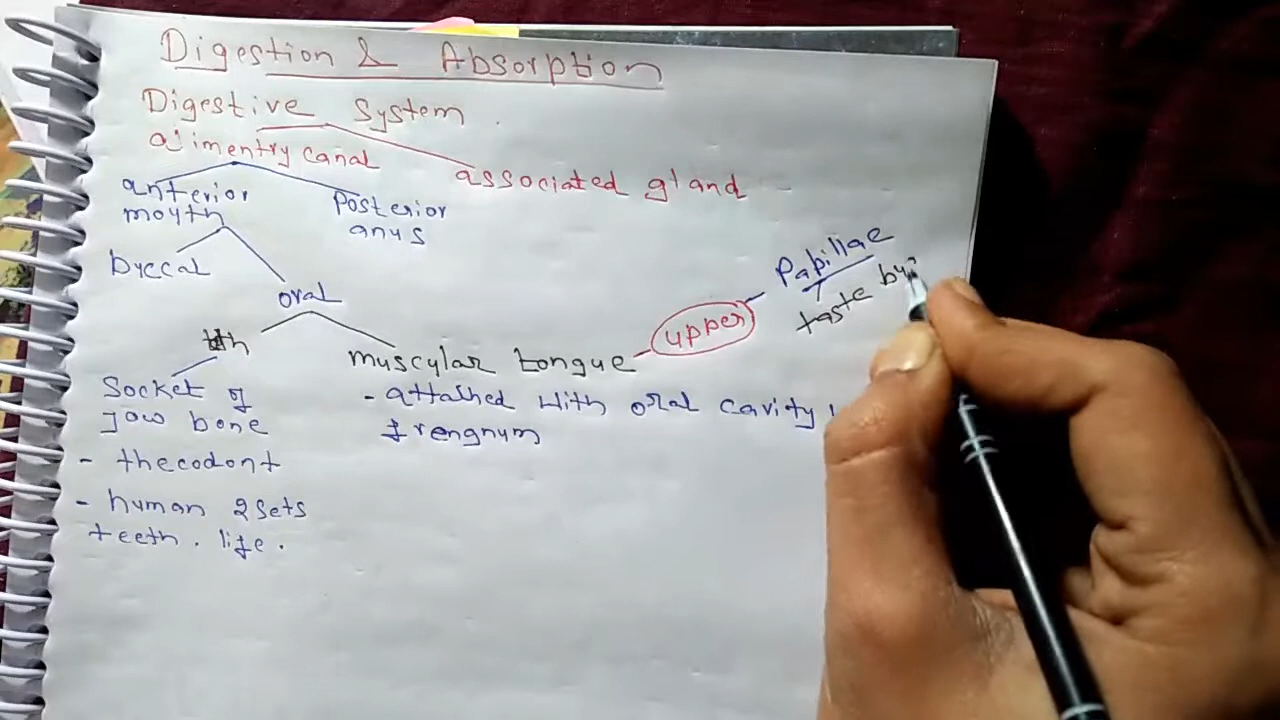 Digestion & Absorption
Digestive System.
alimentry canal
associated gland -
anterior
mouth
Posterior
anus
buccal
oral
Papillae
taste bu
upper
muscular tongue
Socket of
jaw bone
- attashed with oral cavity
frengnum
- thecodont
- human 2 sets
teeth. life.